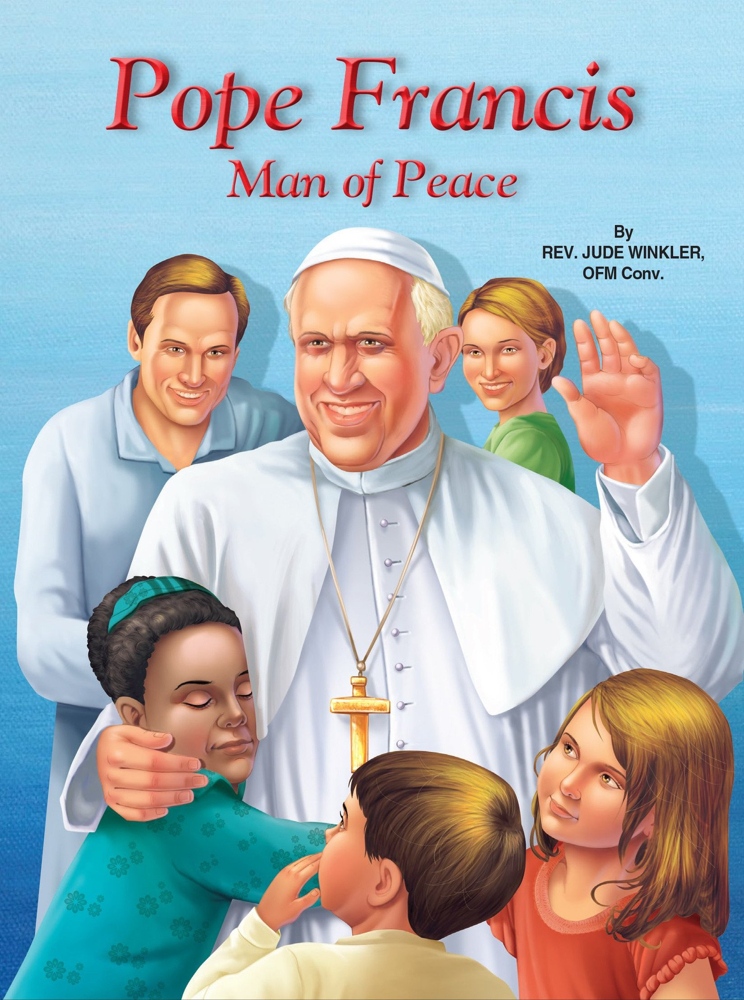 Pope Francis
Man of Peace
By
REV. JUDE WINKLER,
OFM Conv.